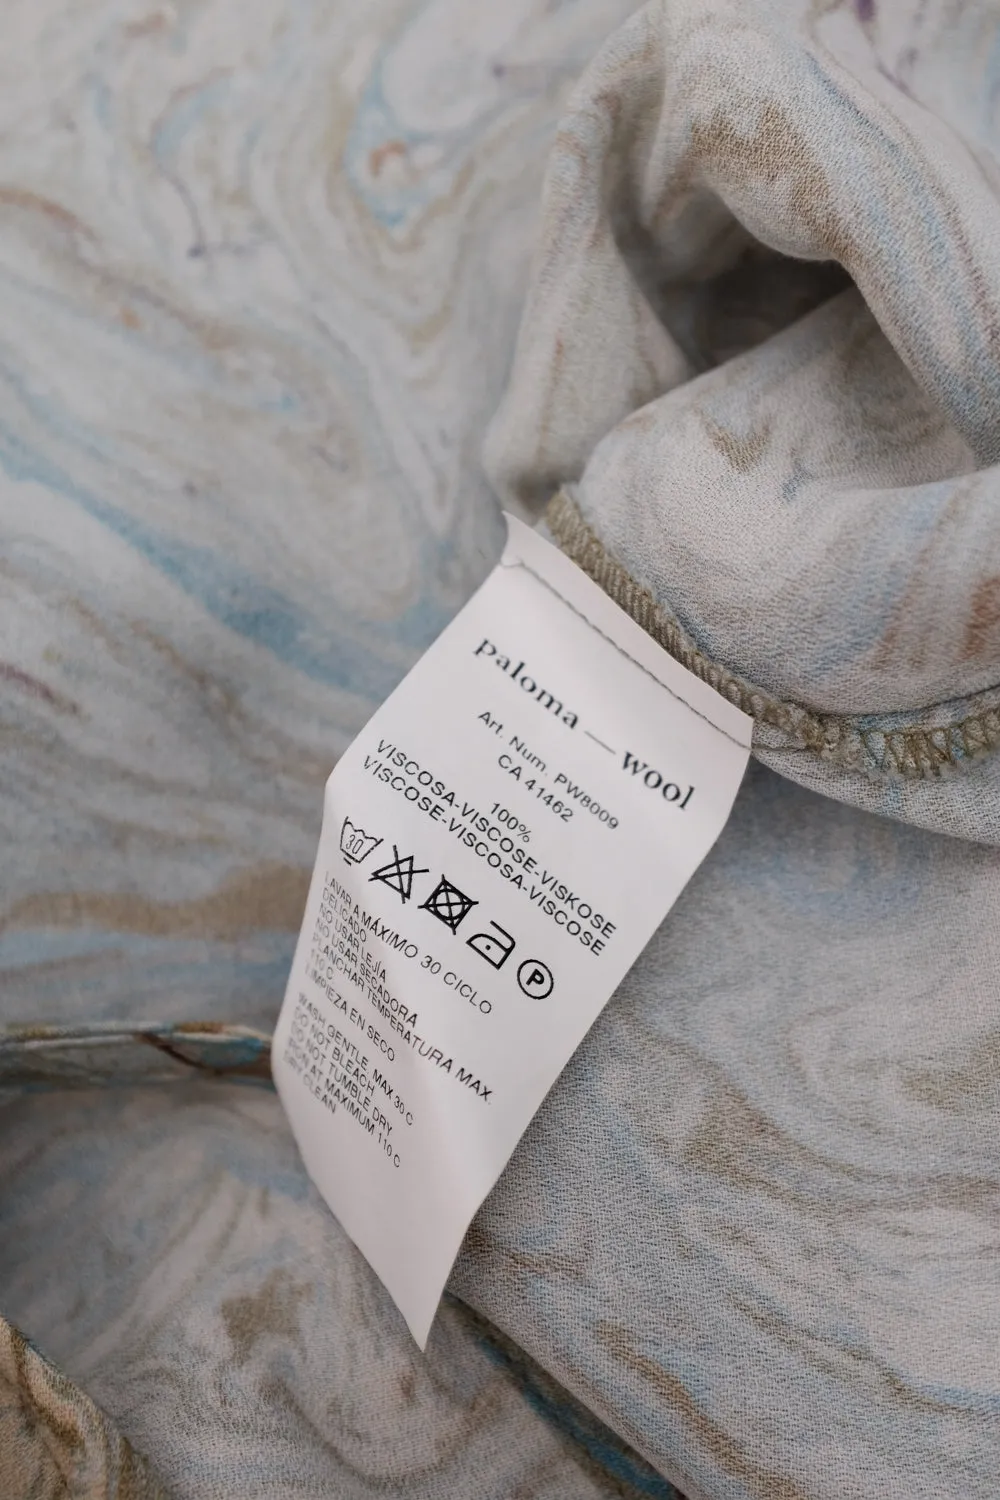 paloma — wool
Art. Num. PW8009
CA 41462
100%
VISCOSA-VISCOSE-VISKOSE
VISCOSE-VISCOSA-VISCOSE
30
P
LAVAR A MÁXIMO 30 CICLO
DELICADO
NO USAR LEJÍA
NO USAR SECADORA
PLANCHAR TEMPERATURA MAX.
110 C
LIMPIEZA EN SECO
WASH GENTLE, MAX 30 C
DO NOT BLEACH
DO NOT TUMBLE DRY
IRON AT MAXIMUM 110 C
DRY CLEAN